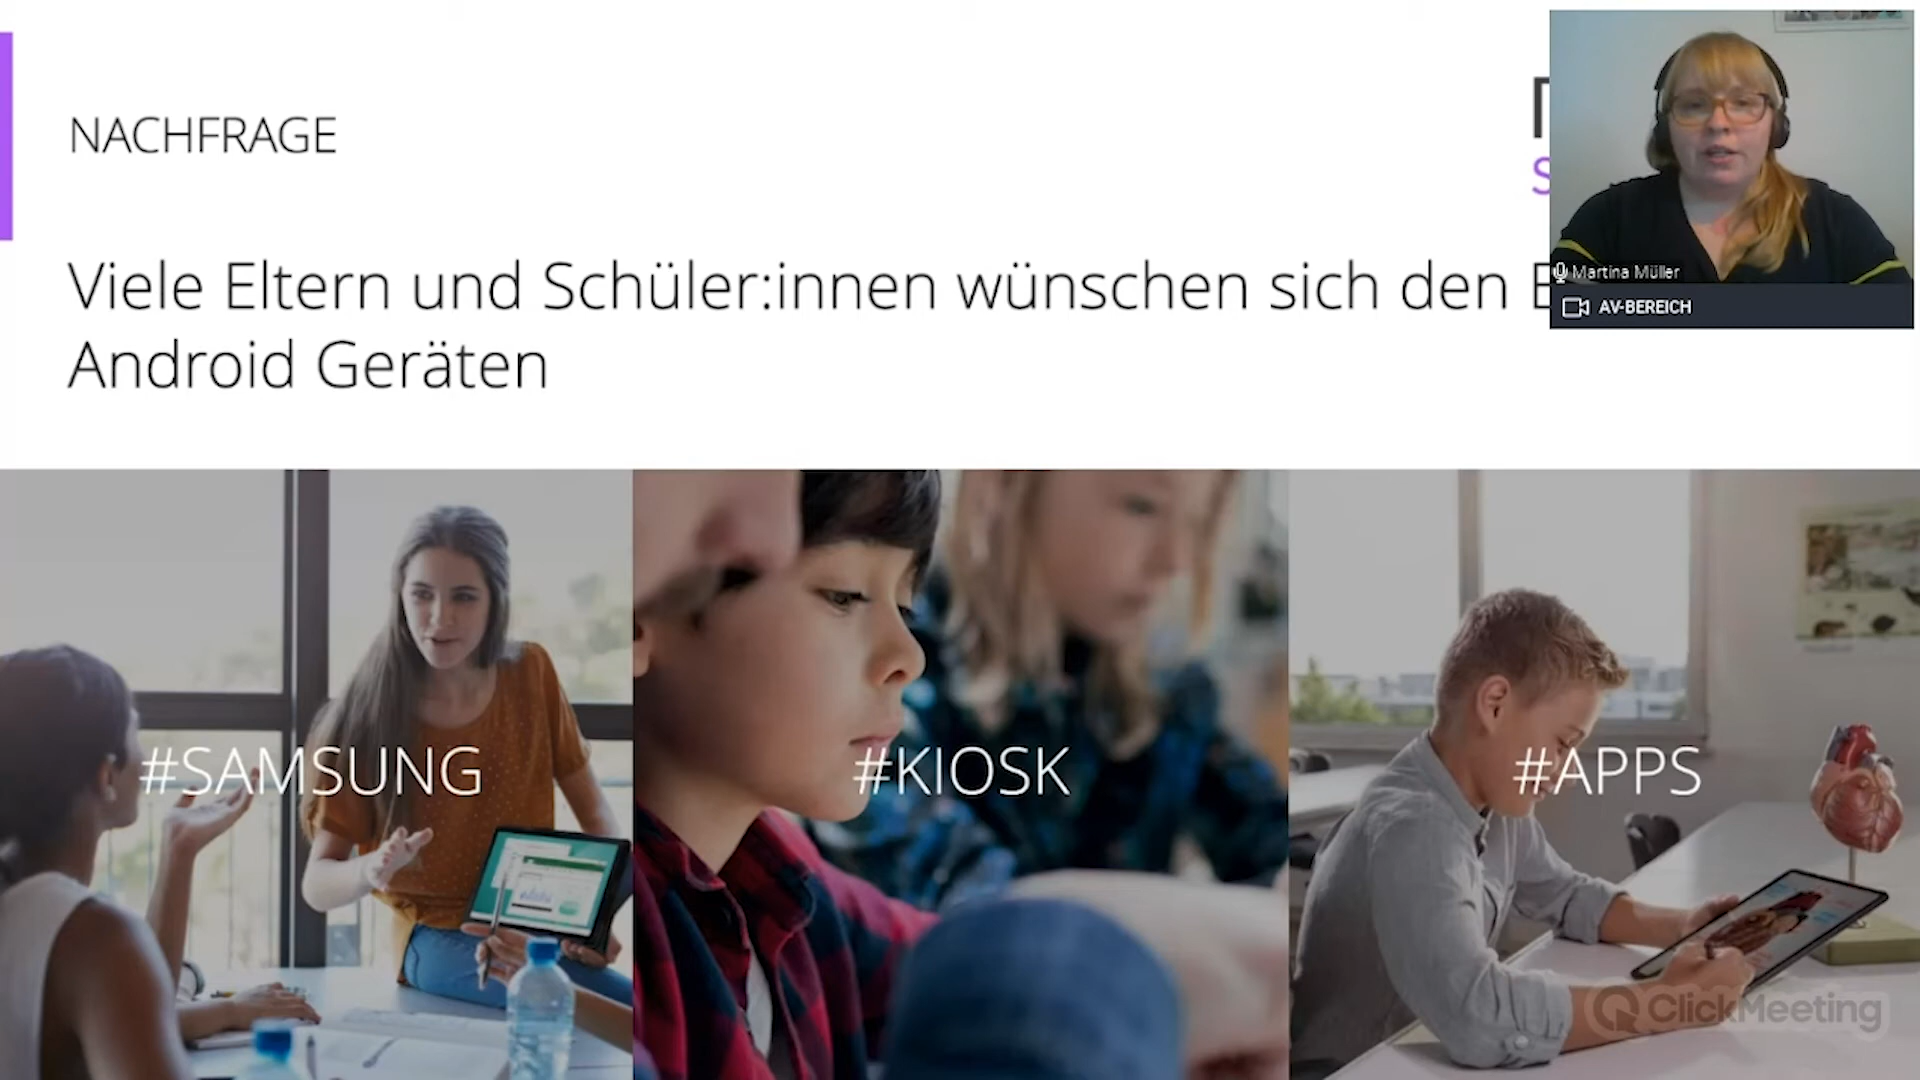 NACHFRAGE
Viele Eltern und Schüler:innen wünschen sich den
Android Geräten
Martina Müller
AV-BEREICH
#SAMSUNG
#KIOSK
#APPS
ClickMeeting